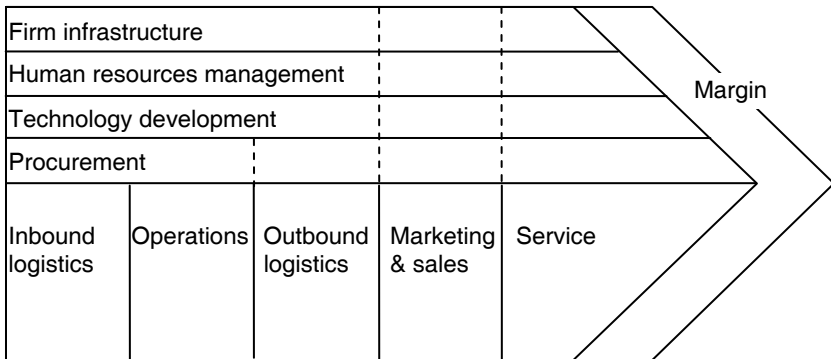 Firm infrastructure
Human resources management
Margin
Technology development
Procurement
Inbound
logistics
Operations
Outbound
logistics
Marketing
& sales
Service